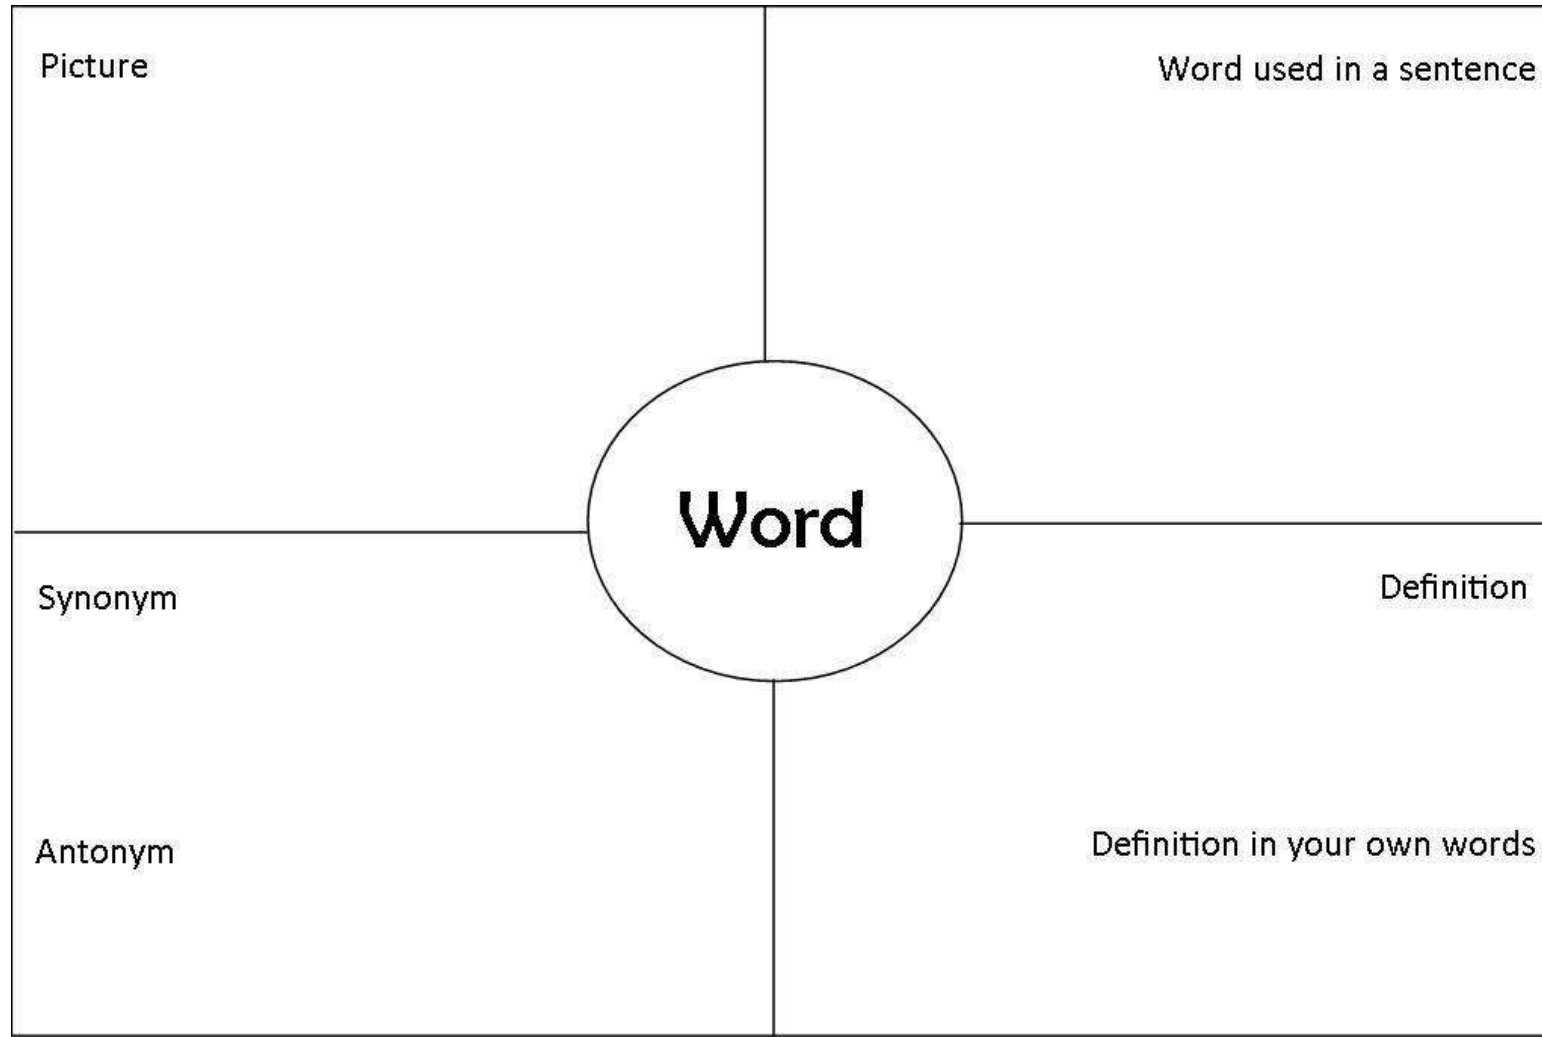 Picture
Word used in a sentence
Word
Synonym
Definition
Antonym
Definition in your own words